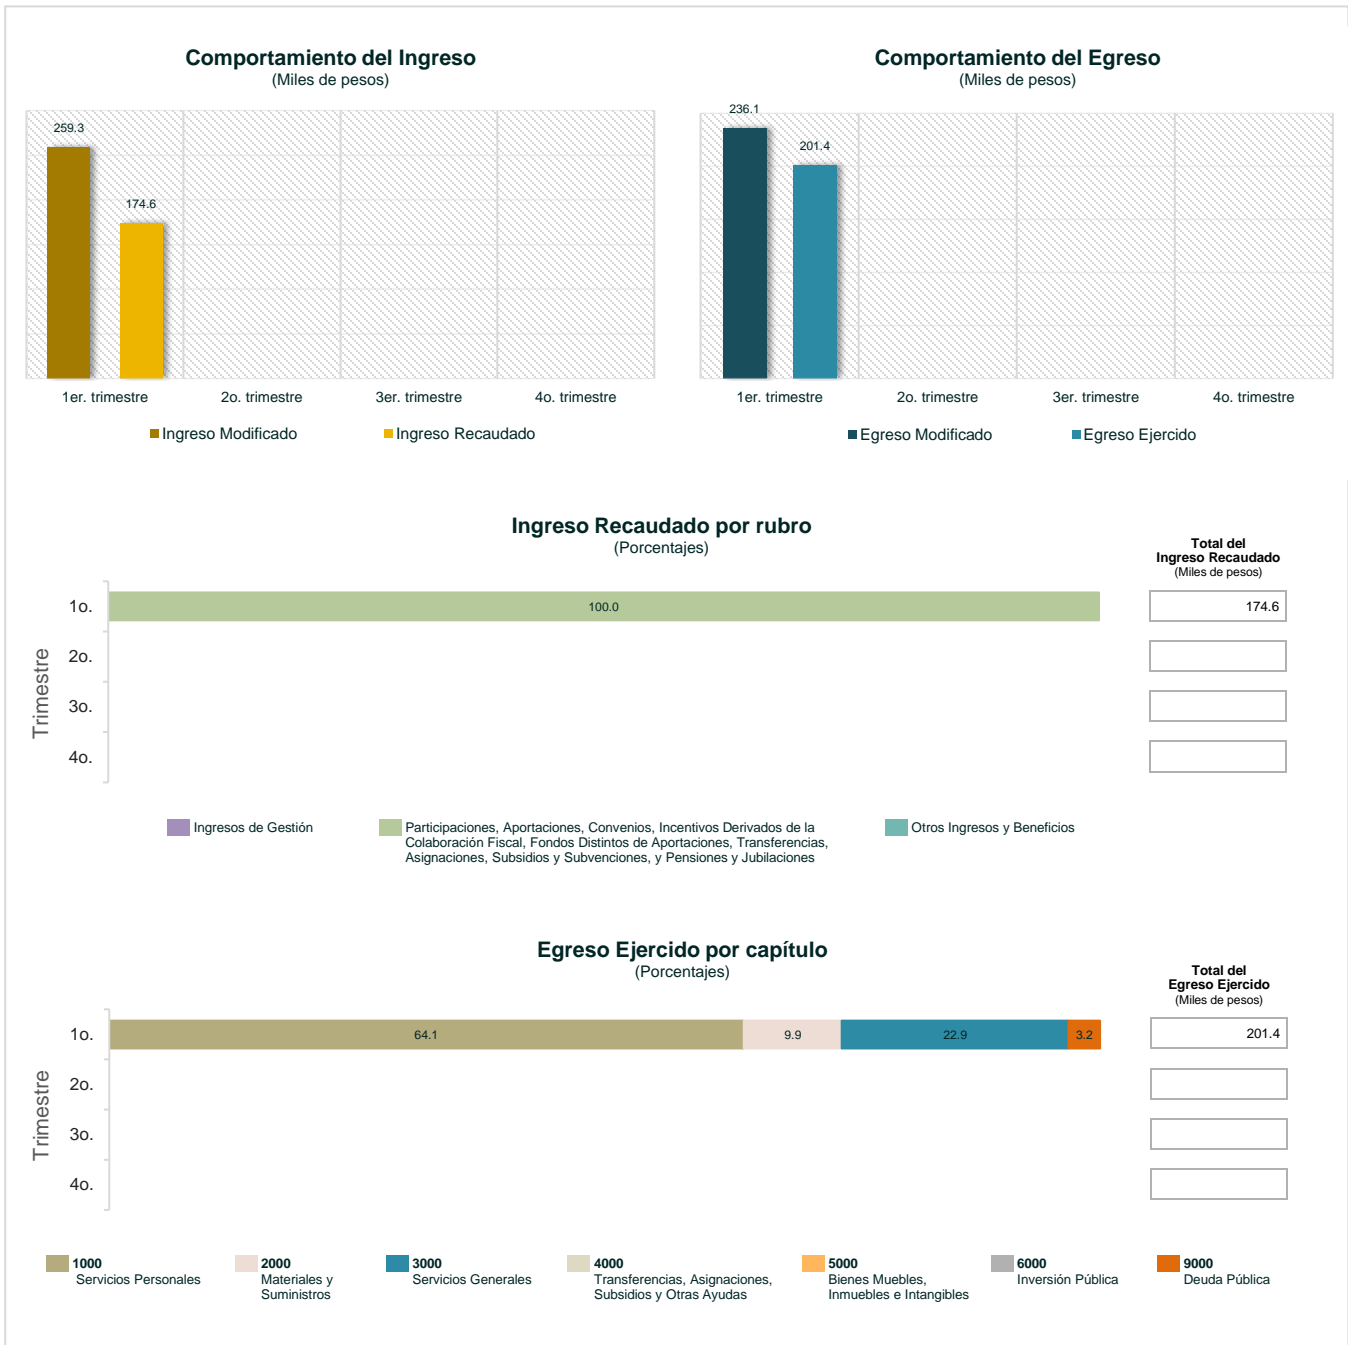 Comportamiento del Ingreso
(Miles de pesos)
259.3
174.6
1er. trimestre
2o. trimestre
3er. trimestre
4o. trimestre
Ingreso Modificado
Ingreso Recaudado
Comportamiento del Egreso
(Miles de pesos)
236.1
201.4
1er. trimestre
2o. trimestre
3er. trimestre
4o. trimestre
Egreso Modificado
Egreso Ejercido
Ingreso Recaudado por rubro
(Porcentajes)
Total del
Ingreso Recaudado
(Miles de pesos)
Trimestre
1o.
100.0
174.6
2o.
3o.
4o.
Ingresos de Gestión
Participaciones, Aportaciones, Convenios, Incentivos Derivados de la
Colaboración Fiscal, Fondos Distintos de Aportaciones, Transferencias,
Asignaciones, Subsidios y Subvenciones, y Pensiones y Jubilaciones
Otros Ingresos y Beneficios
Egreso Ejercido por capítulo
(Porcentajes)
Total del
Egreso Ejercido
(Miles de pesos)
Trimestre
1o.
64.1
9.9
22.9
3.2
201.4
2o.
3o.
4o.
1000
Servicios Personales
2000
Materiales y
Suministros
3000
Servicios Generales
4000
Transferencias, Asignaciones,
Subsidios y Otras Ayudas
5000
Bienes Muebles,
Inmuebles e Intangibles
6000
Inversión Pública
9000
Deuda Pública